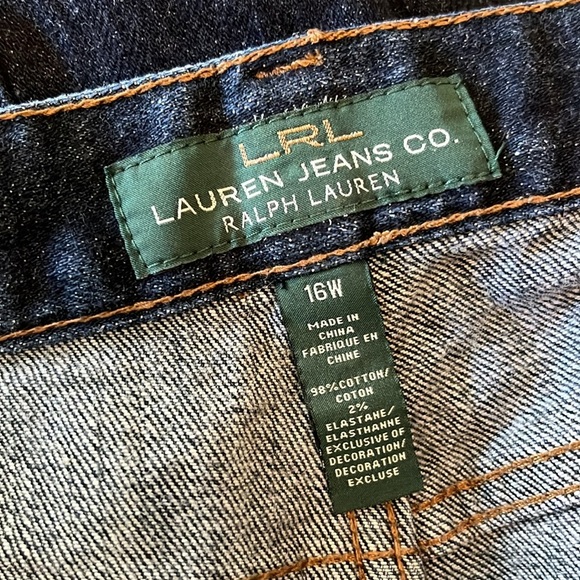 LRL
LAUREN JEANS CO.
RALPH LAUREN
16W
MADE IN
CHINA
FABRIQUE EN
CHINE
98%COTTON/
COTON
2%
ELASTANE/
ELASTHANNE
EXCLUSIVE OF
DECORATION/
DECORATION
EXCLUSE